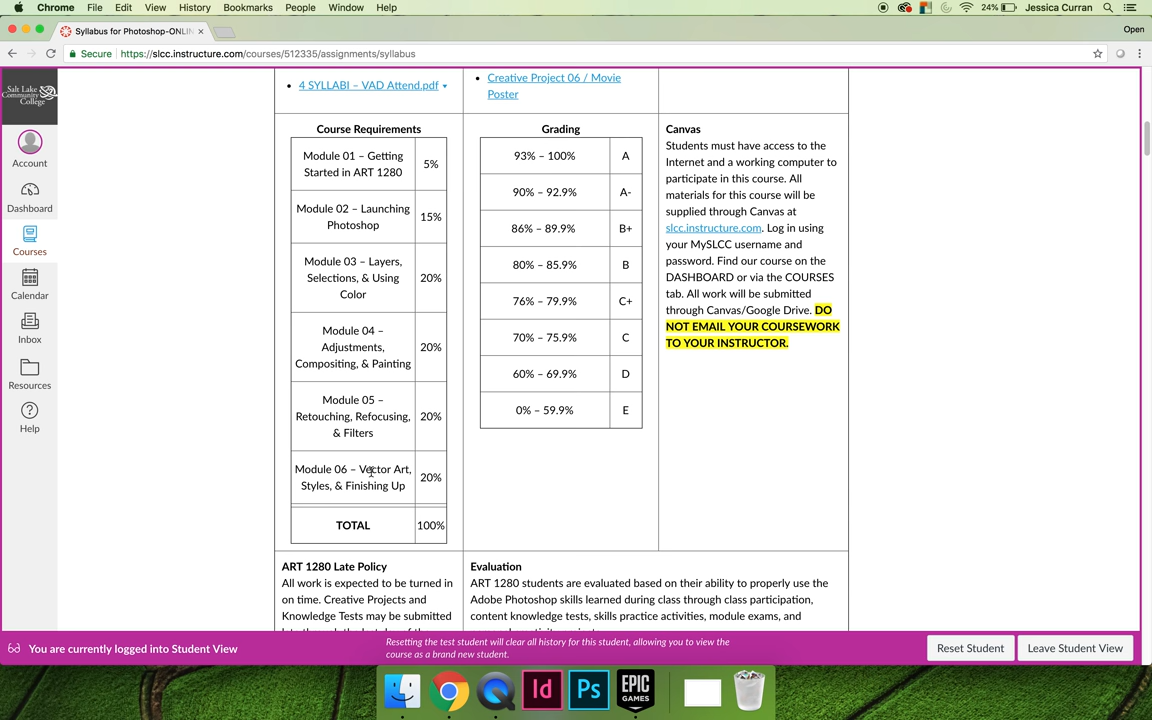 Chrome File Edit View History Bookmarks People Window Help
24% Jessica Curran
Syllabus for Photoshop-ONLIN
Open
Secure https://slcc.instructure.com/courses/512335/assignments/syllabus
Salt Lake
Community
College
Account
Dashboard
Courses
Calendar
Inbox
Resources
Help
4 SYLLABI – VAD Attend.pdf
Creative Project 06 / Movie
Poster
Course Requirements
Module 01 – Getting
Started in ART 1280
5%
Module 02 – Launching
Photoshop
15%
Module 03 – Layers,
Selections, & Using
Color
20%
Module 04 –
Adjustments,
Compositing, & Painting
20%
Module 05 –
Retouching, Refocusing,
& Filters
20%
Module 06 – Vector Art,
Styles, & Finishing Up
20%
TOTAL
100%
Grading
93% – 100% A
90% – 92.9% A-
86% – 89.9% B+
80% – 85.9% B
76% – 79.9% C+
70% – 75.9% C
60% – 69.9% D
0% – 59.9% E
Canvas
Students must have access to the
Internet and a working computer to
participate in this course. All
materials for this course will be
supplied through Canvas at
slcc.instructure.com. Log in using
your MySLCC username and
password. Find our course on the
DASHBOARD or via the COURSES
tab. All work will be submitted
through Canvas/Google Drive. DO
NOT EMAIL YOUR COURSEWORK
TO YOUR INSTRUCTOR.
ART 1280 Late Policy
All work is expected to be turned in
on time. Creative Projects and
Knowledge Tests may be submitted
Evaluation
ART 1280 students are evaluated based on their ability to properly use the
Adobe Photoshop skills learned during class through class participation,
content knowledge tests, skills practice activities, module exams, and
You are currently logged into Student View
Resetting the test student will clear all history for this student, allowing you to view the
course as a brand new student.
Reset Student
Leave Student View
Id
Ps
EPIC
GAMES